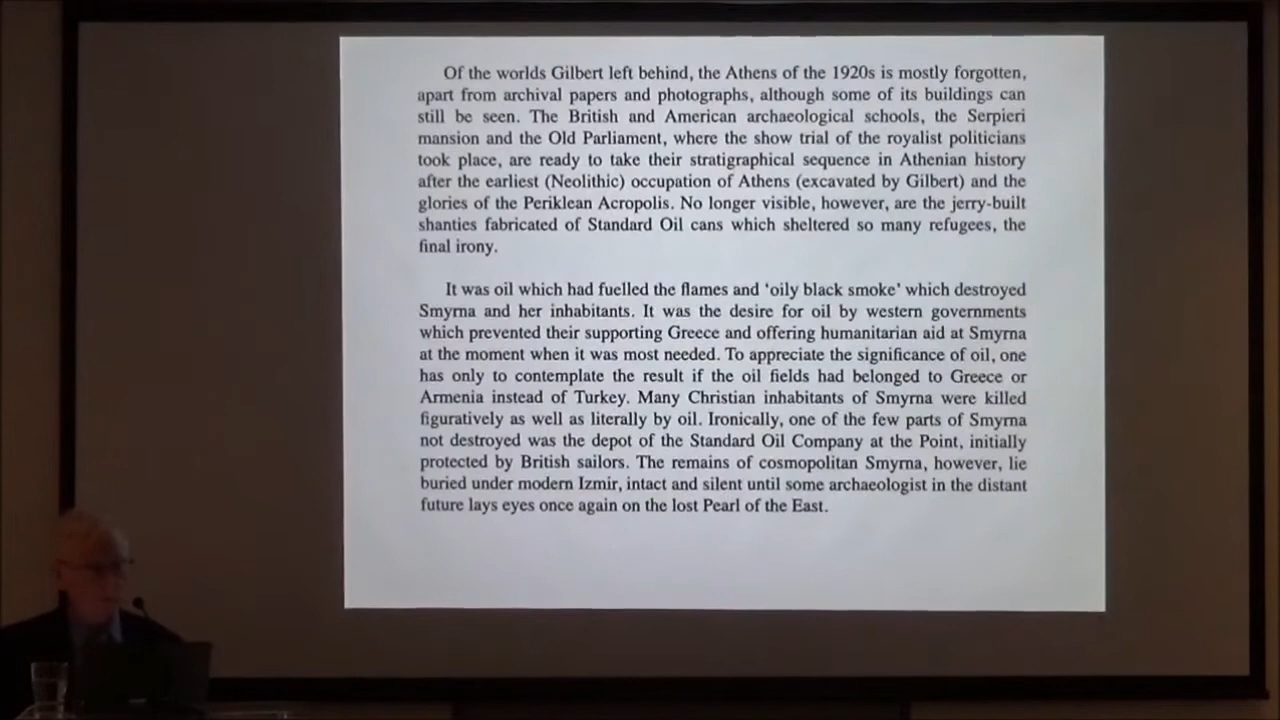 Of the worlds Gilbert left behind, the Athens of the 1920s is mostly forgotten,
apart from archival papers and photographs, although some of its buildings can
still be seen. The British and American archaeological schools, the Serpieri
mansion and the Old Parliament, where the show trial of the royalist politicians
took place, are ready to take their stratigraphical sequence in Athenian history
after the earliest (Neolithic) occupation of Athens (excavated by Gilbert) and the
glories of the Periklean Acropolis. No longer visible, however, are the jerry-built
shanties fabricated of Standard Oil cans which sheltered so many refugees, the
final irony.
It was oil which had fuelled the flames and ‘oily black smoke’ which destroyed
Smyrna and her inhabitants. It was the desire for oil by western governments
which prevented their supporting Greece and offering humanitarian aid at Smyrna
at the moment when it was most needed. To appreciate the significance of oil, one
has only to contemplate the result if the oil fields had belonged to Greece or
Armenia instead of Turkey. Many Christian inhabitants of Smyrna were killed
figuratively as well as literally by oil. Ironically, one of the few parts of Smyrna
not destroyed was the depot of the Standard Oil Company at the Point, initially
protected by British sailors. The remains of cosmopolitan Smyrna, however, lie
buried under modern Izmir, intact and silent until some archaeologist in the distant
future lays eyes once again on the lost Pearl of the East.